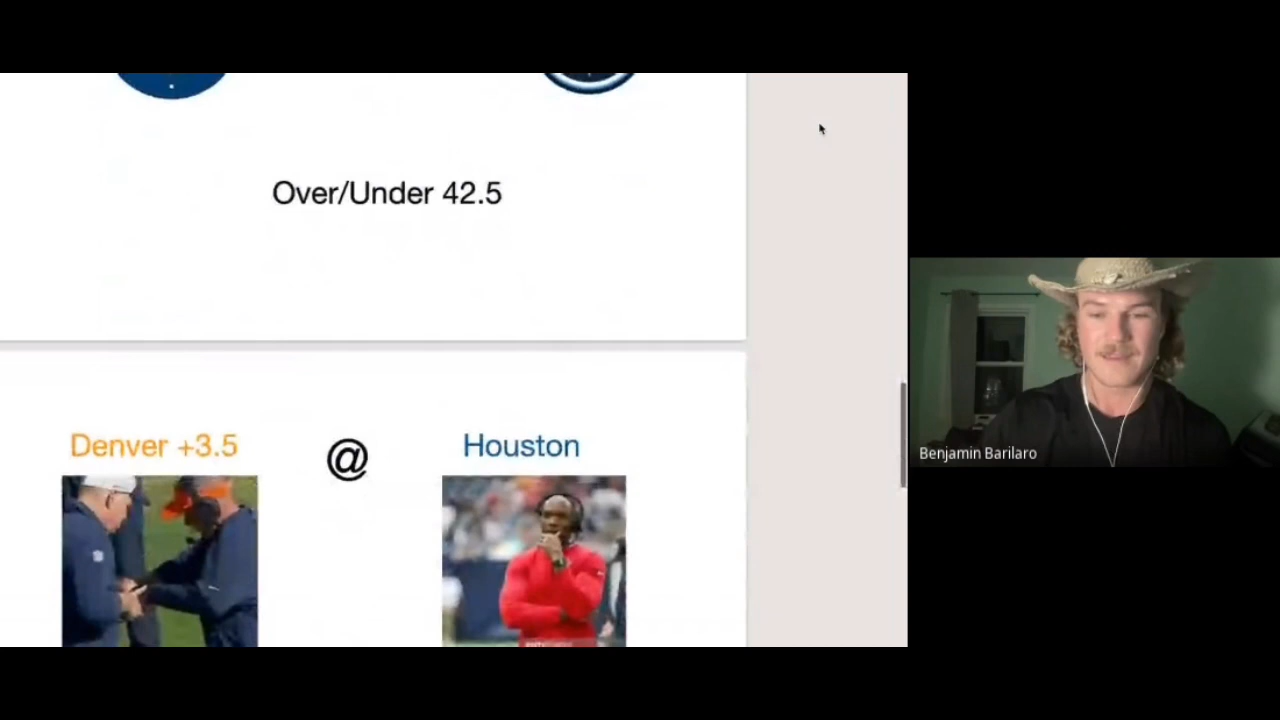 Over/Under 42.5
Denver +3.5
@
Houston
Benjamin Barilaro